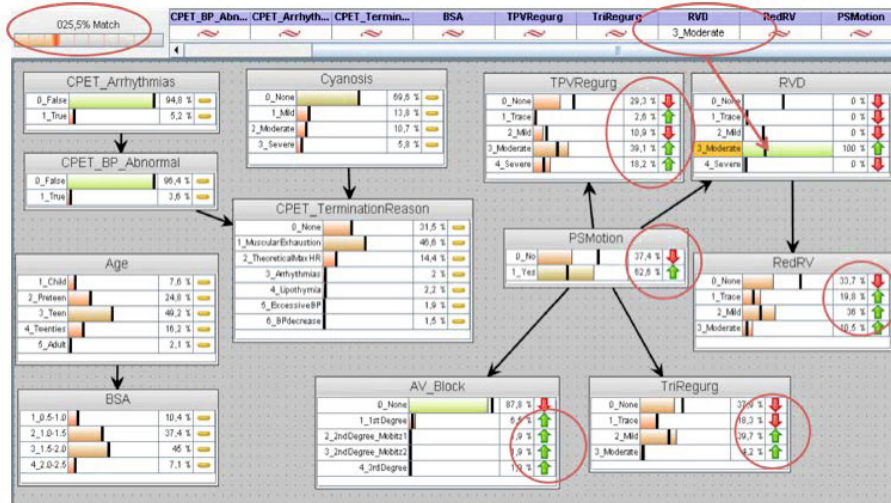 025,5% Match
CPET_BP_Abn... CPET_Arrhyth... CPET_Termin... BSA TPVRegurg TriRegurg RVD RedRV PSMotion
3_Moderate
CPET_Arrhythmias
0_False 94,8 %
1_True 5,2 %
CPET_BP_Abnormal
0_False 96,4 %
1_True 3,6 %
Age
1_Child 7,6 %
2_Preteen 24,8 %
3_Teen 49,2 %
4_Twenties 16,2 %
5_Adult 2,1 %
BSA
1_0.5-1.0 10,4 %
2_1.0-1.5 37,4 %
3_1.5-2.0 45 %
4_2.0-2.5 7,1 %
Cyanosis
0_None 69,6 %
1_Mild 13,8 %
2_Moderate 10,7 %
3_Severe 5,8 %
CPET_TerminationReason
0_None 31,5 %
1_MuscularExhaustion 46,6 %
2_TheoreticalMaxHR 14,4 %
3_Arrhythmias 2 %
4_Lipothymia 2,2 %
5_ExcessiveBP 1,9 %
6_BPdecrease 1,5 %
TPVRegurg
0_None 29,3 %
1_Trace 2,6 %
2_Mild 10,9 %
3_Moderate 39,1 %
4_Severe 18,2 %
RVD
0_None 0 %
1_Trace 0 %
2_Mild 0 %
3_Moderate 100 %
4_Severe 0 %
PSMotion
0_No 37,4 %
1_Yes 62,6 %
RedRV
0_None 33,7 %
1_Trace 19,8 %
2_Mild 36 %
3_Moderate 10,5 %
AV_Block
0_None 87,8 %
1_1stDegree
2_2ndDegree_Mobitz1
3_2ndDegree_Mobitz2
4_3rdDegree
TriRegurg
0_None
1_Trace 18,3 %
2_Mild 39,7 %
3_Moderate 4,2 %